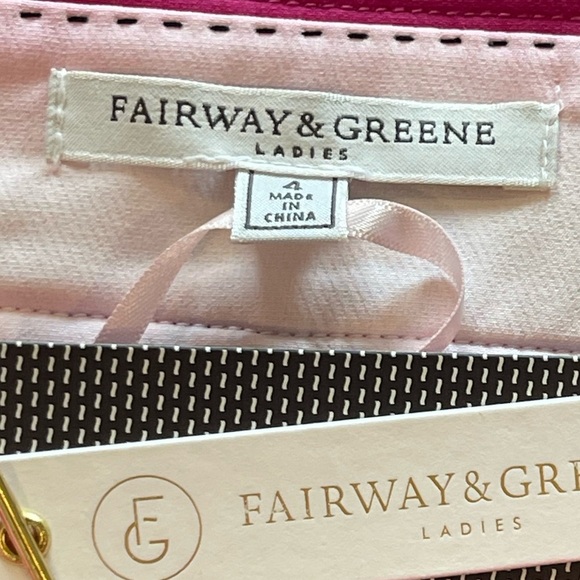 FAIRWAY & GREENE
LADIES
4
MADE
IN
CHINA
FG
FAIRWAY & GRE
LADIES